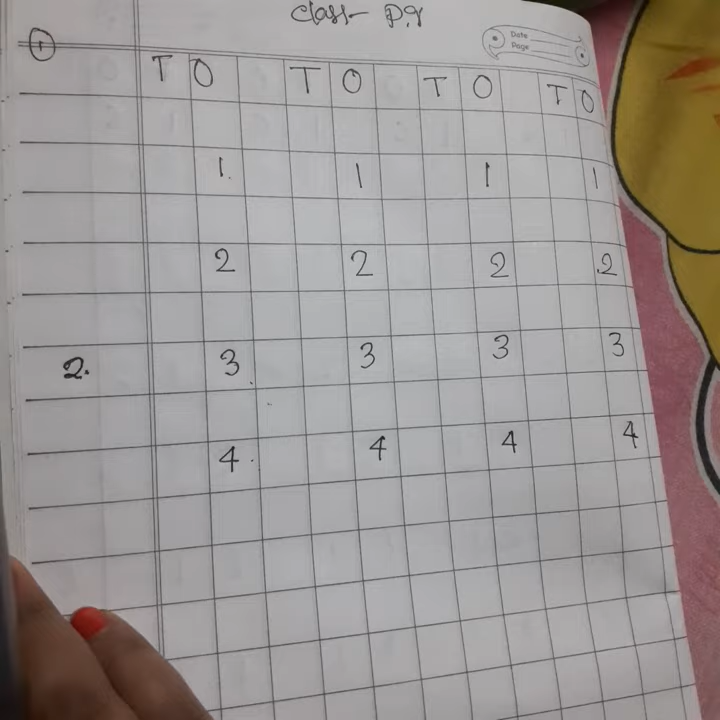 Class- P.g
Date
Page
1
T O T O T O T O
1. 1 1 1
2 2 2 2
2. 3 3 3 3
4 4 4 4